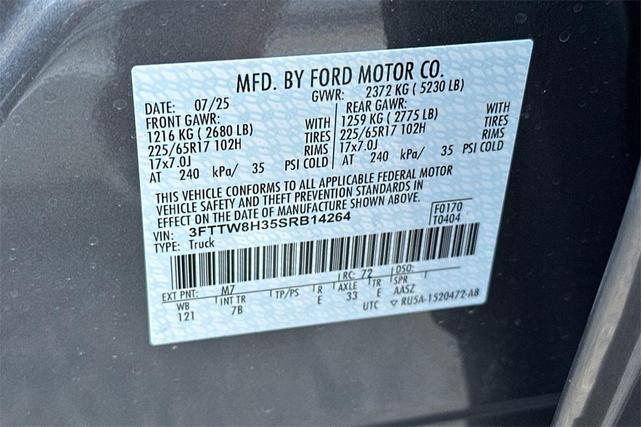 MFD. BY FORD MOTOR CO.
DATE: 07/25 GVWR: 2372 KG ( 5230 LB)
FRONT GAWR: REAR GAWR:
1216 KG ( 2680 LB) WITH 1259 KG ( 2775 LB) WITH
225/65R17 102H TIRES 225/65R17 102H TIRES
17x7.0J RIMS 17x7.0J RIMS
AT 240 kPa/ 35 PSI COLD AT 240 kPa/ 35 PSI COLD
THIS VEHICLE CONFORMS TO ALL APPLICABLE FEDERAL MOTOR
VEHICLE SAFETY AND THEFT PREVENTION STANDARDS IN
EFFECT ON THE DATE OF MANUFACTURE SHOWN ABOVE.
VIN: 3FTTW8H35SRB14264 F0170
TYPE: Truck T0404
EXT PNT: M7 RC: 72 DSO:
WB INT TR TP/PS R AXLE TR SPR
121 7B E 33 E AASZ
UTC ▽ RU5A-1520472-AB